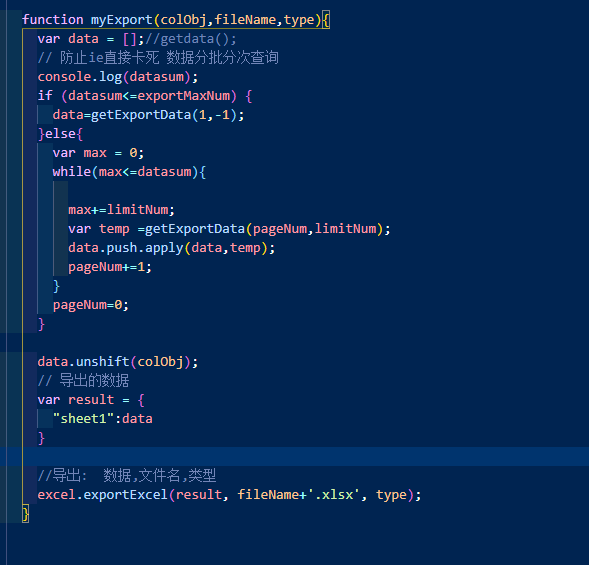 function myExport(colObj,fileName,type){
var data = [];//getdata();
// 防止ie直接卡死 数据分批分次查询
console.log(datasum);
if (datasum<=exportMaxNum) {
data=getExportData(1,-1);
}else{
var max = 0;
while(max<=datasum){
max+=limitNum;
var temp =getExportData(pageNum,limitNum);
data.push.apply(data,temp);
pageNum+=1;
}
pageNum=0;
}
data.unshift(colObj);
// 导出的数据
var result = {
"sheet1":data
}
//导出: 数据,文件名,类型
excel.exportExcel(result, fileName+'.xlsx', type);
}